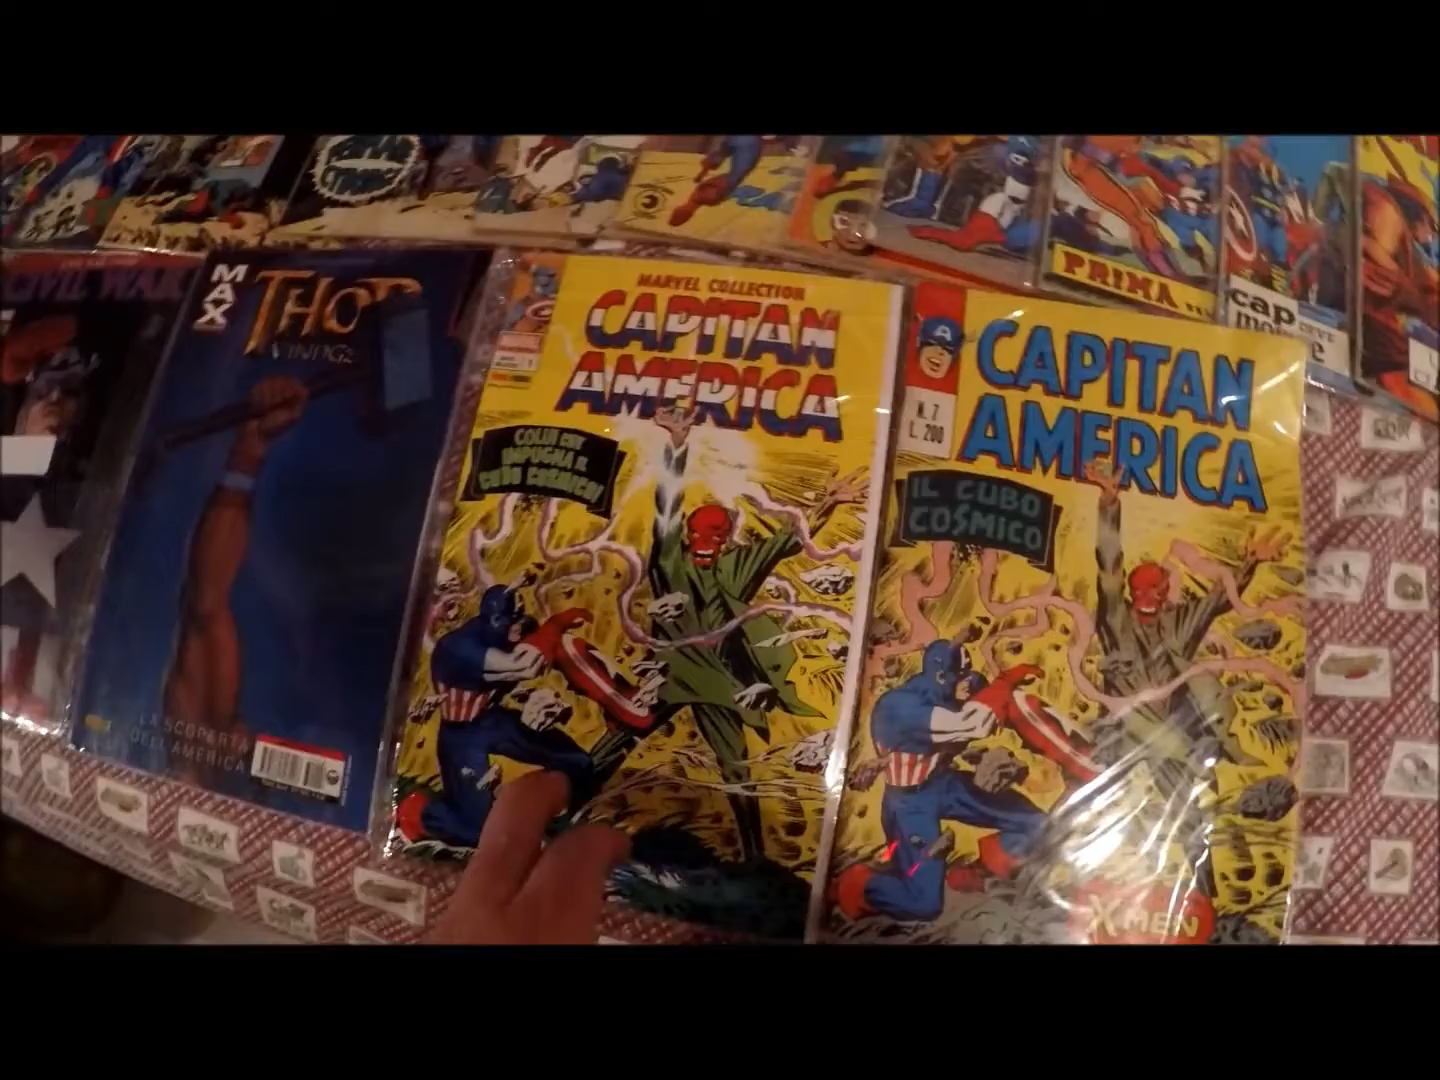 PRIMA
cap
CIVIL WAR
MAX
THOR
VIKINGS
LA SCOPERTA
DELL'AMERICA
MARVEL COLLECTION
CAPITAN
AMERICA
COLUI CHE
IMPUGNA IL
CUBO COSMICO!
CAPITAN
AMERICA
N. 7
L. 200
IL CUBO
COSMICO
X-MEN